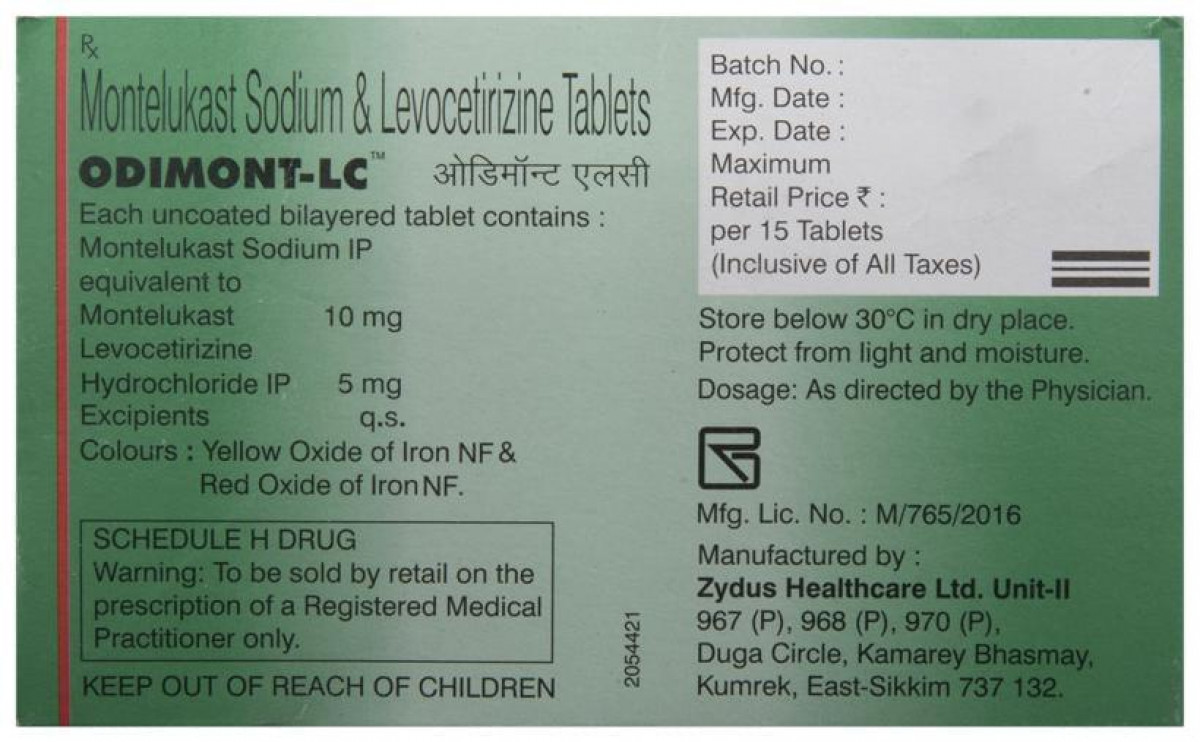 Rx
Montelukast Sodium & Levocetirizine Tablets
ODIMONT-LC™ ओडिमॉन्ट एलसी
Each uncoated bilayered tablet contains :
Montelukast Sodium IP
equivalent to
Montelukast 10 mg
Levocetirizine
Hydrochloride IP 5 mg
Excipients q.s.
Colours : Yellow Oxide of Iron NF &
Red Oxide of Iron NF.
SCHEDULE H DRUG
Warning: To be sold by retail on the
prescription of a Registered Medical
Practitioner only.
KEEP OUT OF REACH OF CHILDREN
2054421
Batch No. :
Mfg. Date :
Exp. Date :
Maximum
Retail Price ₹ :
per 15 Tablets
(Inclusive of All Taxes)
Store below 30°C in dry place.
Protect from light and moisture.
Dosage: As directed by the Physician.
Mfg. Lic. No. : M/765/2016
Manufactured by :
Zydus Healthcare Ltd. Unit-II
967 (P), 968 (P), 970 (P),
Duga Circle, Kamarey Bhasmay,
Kumrek, East-Sikkim 737 132.